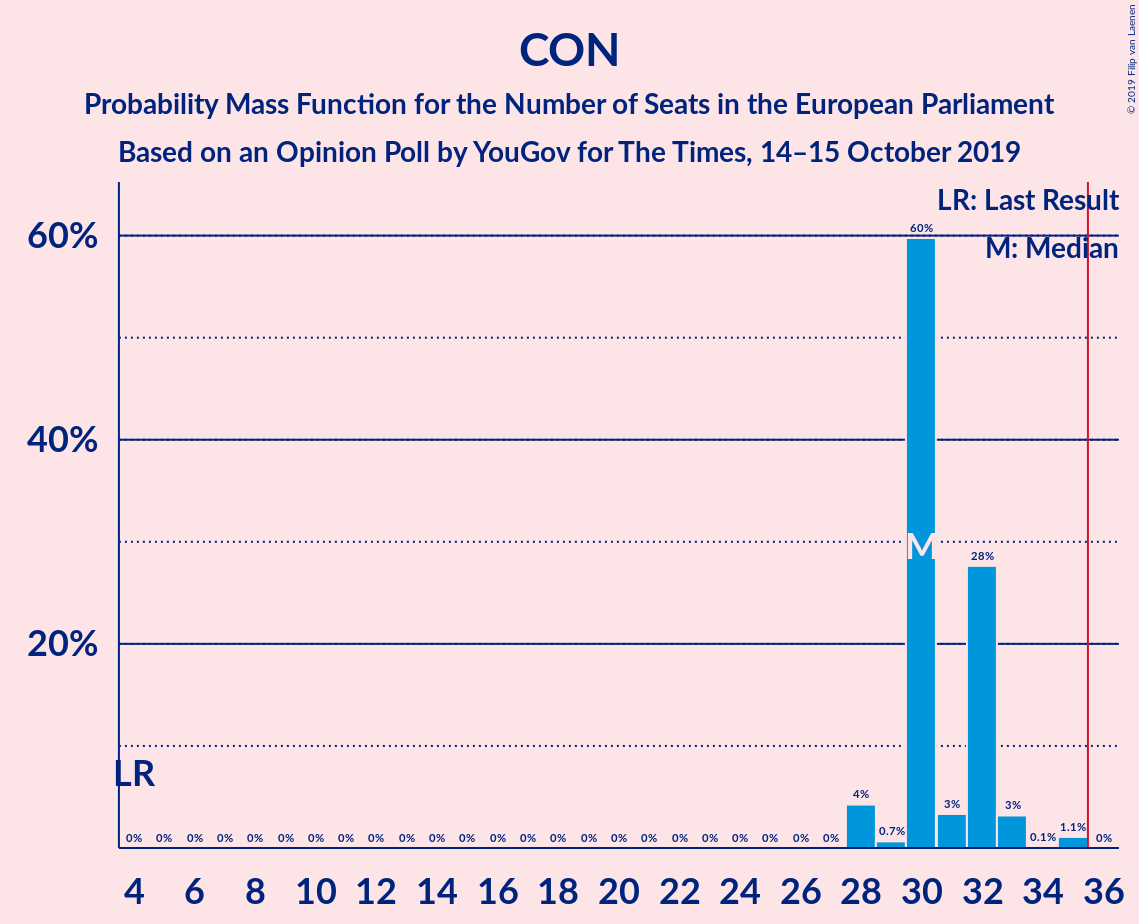 © 2019 Filip van Laenen
CON
Probability Mass Function for the Number of Seats in the European Parliament
Based on an Opinion Poll by YouGov for The Times, 14–15 October 2019
LR: Last Result
M: Median
60%
40%
20%
LR
M
0% 0% 0% 0% 0% 0% 0% 0% 0% 0% 0% 0% 0% 0% 0% 0% 0% 0% 0% 0% 0% 0% 0% 0% 4% 0.7% 60% 3% 28% 3% 0.1% 1.1% 0%
4 6 8 10 12 14 16 18 20 22 24 26 28 30 32 34 36